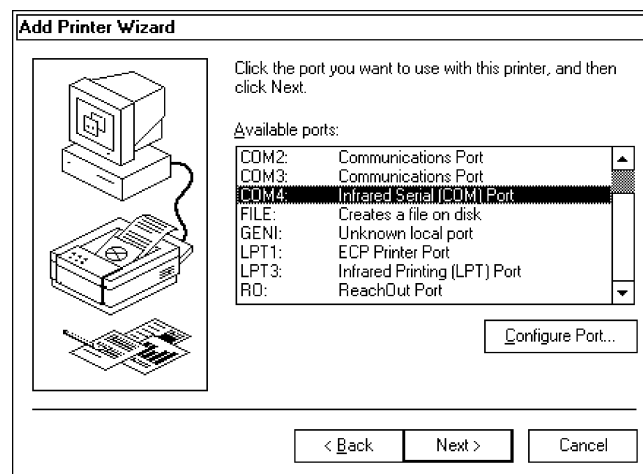 Add Printer Wizard
Click the port you want to use with this printer, and then
click Next.
Available ports:
COM2: Communications Port
COM3: Communications Port
COM4: Infrared Serial (COM) Port
FILE: Creates a file on disk
GENI: Unknown local port
LPT1: ECP Printer Port
LPT3: Infrared Printing (LPT) Port
RO: ReachOut Port
Configure Port...
< Back Next > Cancel